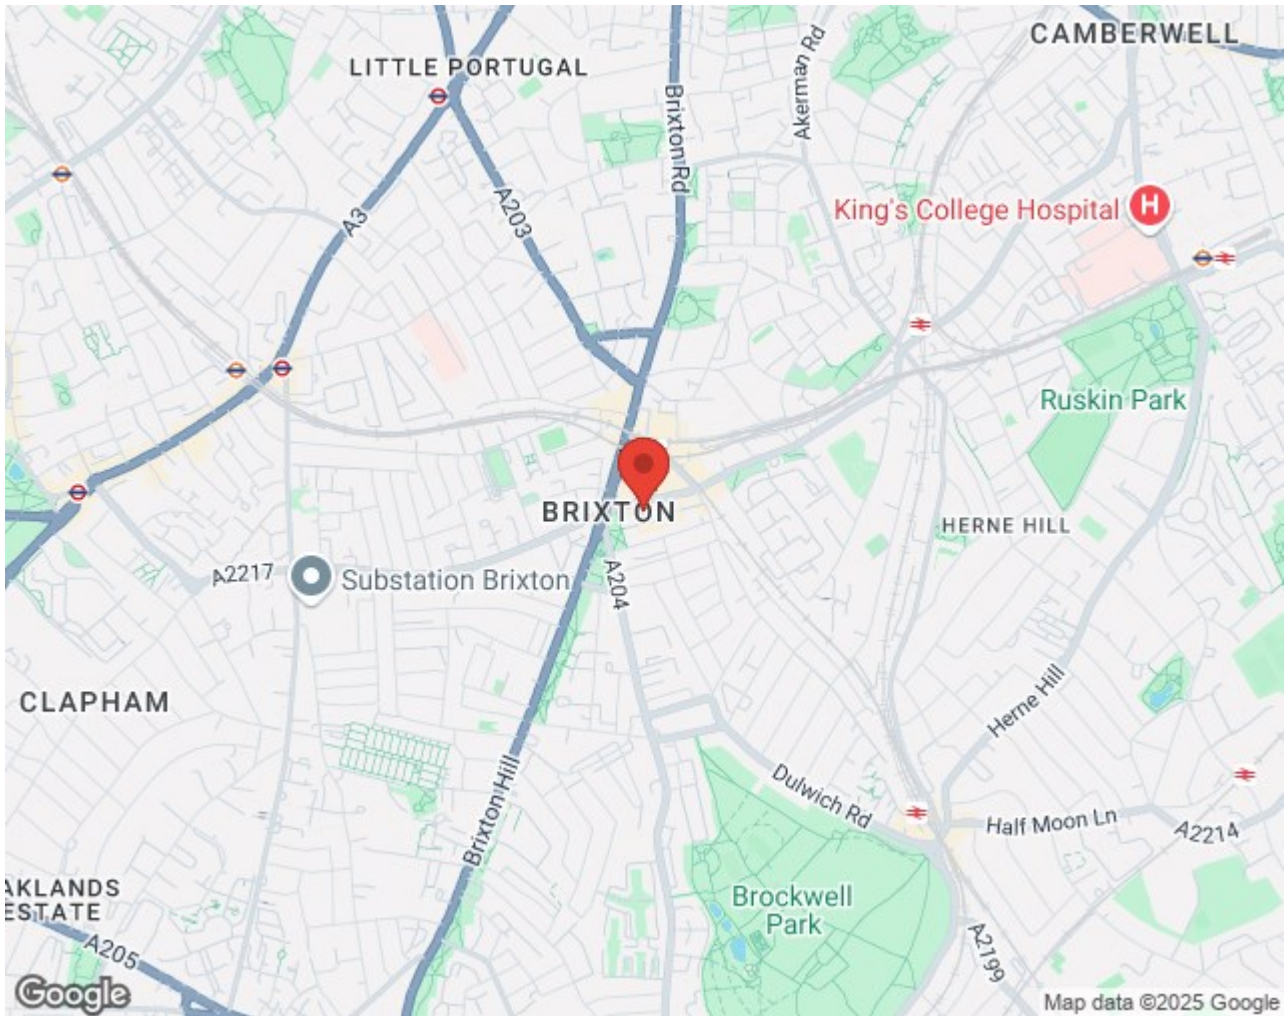 CAMBERWELL
LITTLE PORTUGAL
Akerman Rd
Brixton Rd
A3
A203
King's College Hospital
H
Ruskin Park
BRIXTON
HERNE HILL
A2217
Substation Brixton
A204
CLAPHAM
Herne Hill
Brixton Hill
Dulwich Rd
Half Moon Ln
A2214
AKLANDS
ESTATE
Brockwell
Park
A205
A2199
Google
Map data ©2025 Google